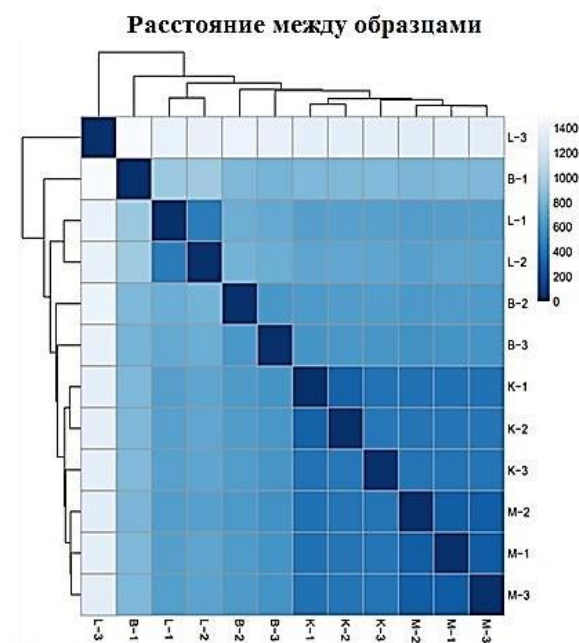 Расстояние между образцами
L-3
B-1
L-1
L-2
B-2
B-3
K-1
K-2
K-3
M-2
M-1
M-3
1400
1200
1000
800
600
400
200
0
L-3
B-1
L-1
L-2
B-2
B-3
K-1
K-2
K-3
M-2
M-1
M-3